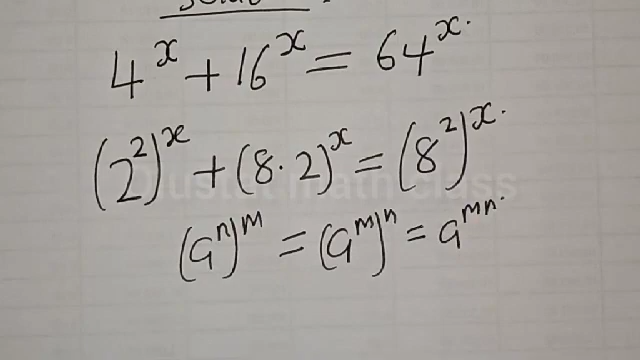 4^x + 16^x = 64^x.
(2^2)^x + (8·2)^x = (8^2)^x.
(a^n)^m = (a^m)^n = a^mn.